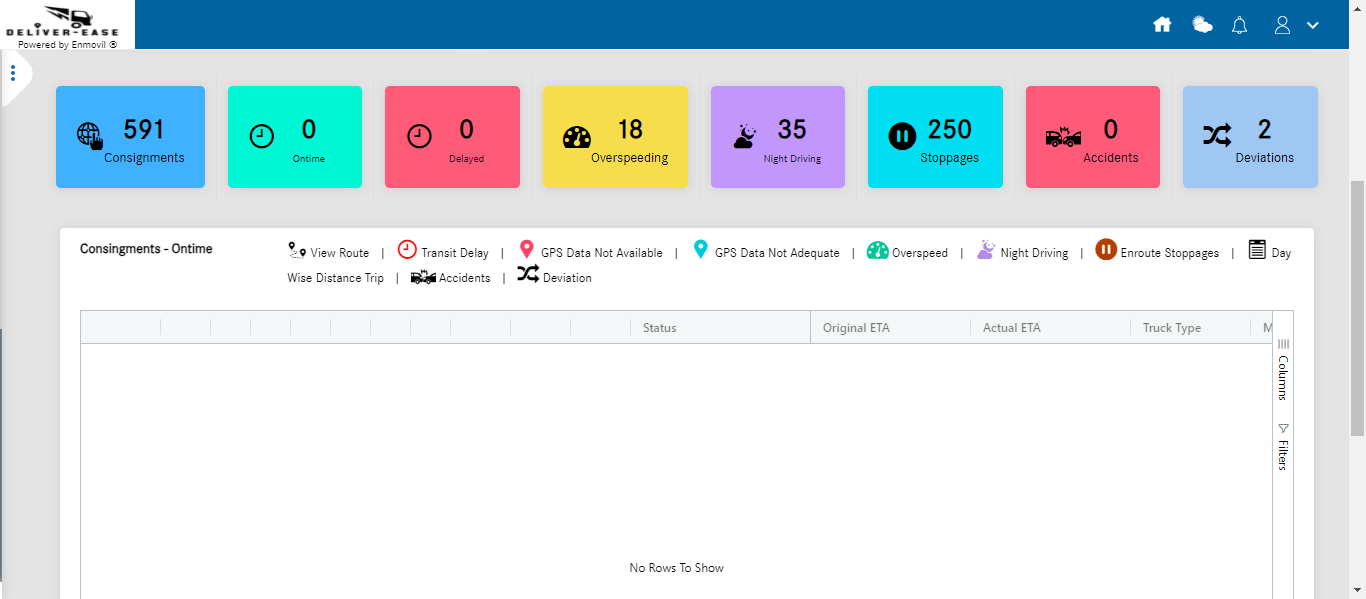 DELIVER-EASE
Powered by Enmovil ®
591
Consignments
0
Ontime
0
Delayed
18
Overspeeding
35
Night Driving
250
Stoppages
0
Accidents
2
Deviations
Consingments - Ontime
View Route | Transit Delay | GPS Data Not Available | GPS Data Not Adequate | Overspeed | Night Driving | Enroute Stoppages | Day
Wise Distance Trip | Accidents | Deviation
Status Original ETA Actual ETA Truck Type M
Columns
Filters
No Rows To Show